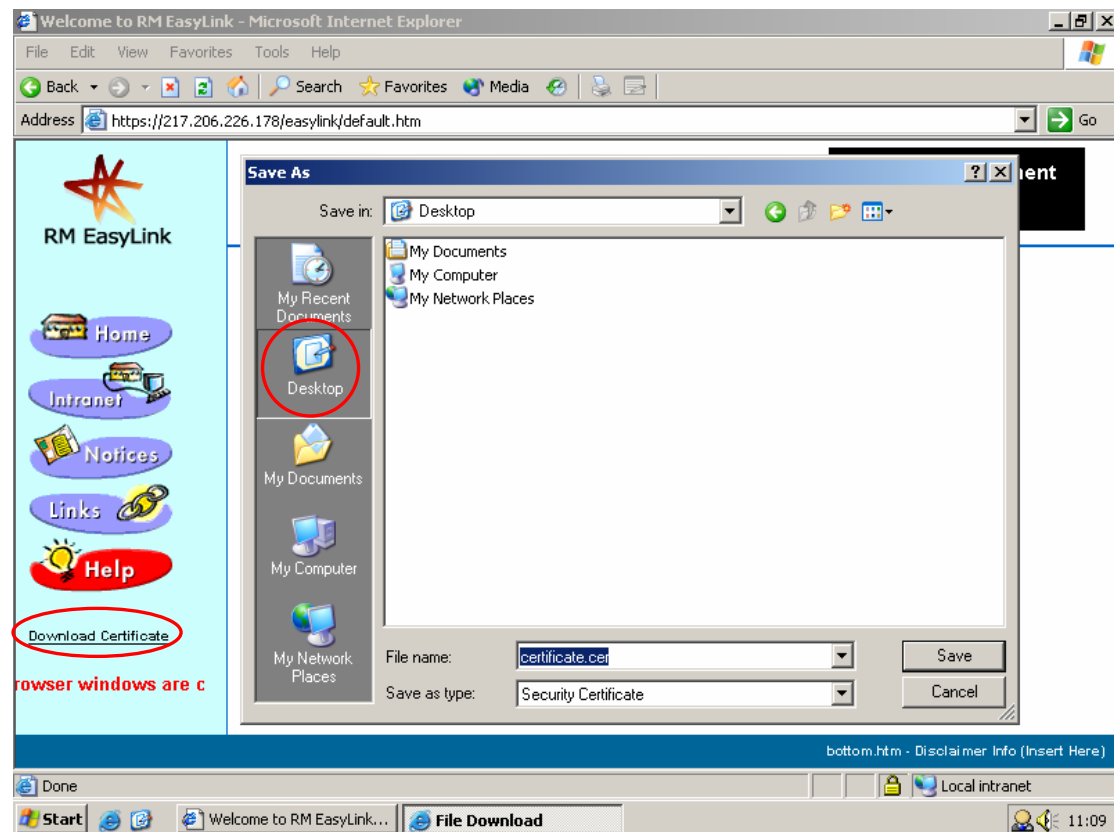 Welcome to RM EasyLink - Microsoft Internet Explorer
File Edit View Favorites Tools Help
Back Search Favorites Media
Address https://217.206.226.178/easylink/default.htm Go
RM EasyLink
Home
Intranet
Notices
Links
Help
Download Certificate
rowser windows are c
ent
Save As
Save in: Desktop
My Recent
Documents
Desktop
My Documents
My Computer
My Network
Places
My Documents
My Computer
My Network Places
File name: certificate.cer Save
Save as type: Security Certificate Cancel
bottom.htm - Disclaimer Info (Insert Here)
Done Local intranet
Start Welcome to RM EasyLink... File Download 11:09